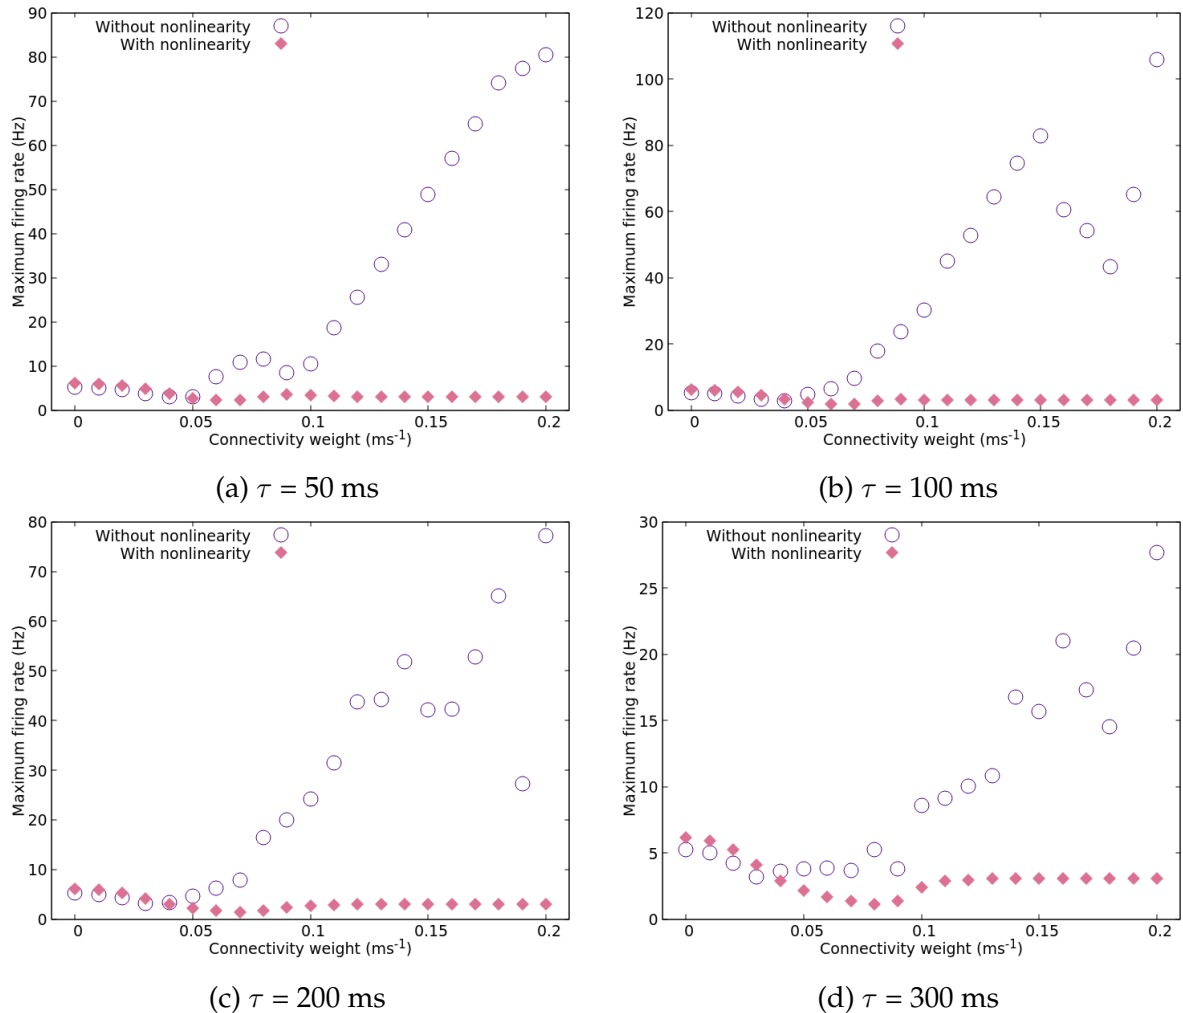 90
80
70
60
50
40
30
20
10
0
Maximum firing rate (Hz)
Without nonlinearity
With nonlinearity
0 0.05 0.1 0.15 0.2
Connectivity weight (ms-1)
(a) τ = 50 ms
120
100
80
60
40
20
0
Maximum firing rate (Hz)
Without nonlinearity
With nonlinearity
0 0.05 0.1 0.15 0.2
Connectivity weight (ms-1)
(b) τ = 100 ms
80
70
60
50
40
30
20
10
0
Maximum firing rate (Hz)
Without nonlinearity
With nonlinearity
0 0.05 0.1 0.15 0.2
Connectivity weight (ms-1)
(c) τ = 200 ms
30
25
20
15
10
5
0
Maximum firing rate (Hz)
Without nonlinearity
With nonlinearity
0 0.05 0.1 0.15 0.2
Connectivity weight (ms-1)
(d) τ = 300 ms